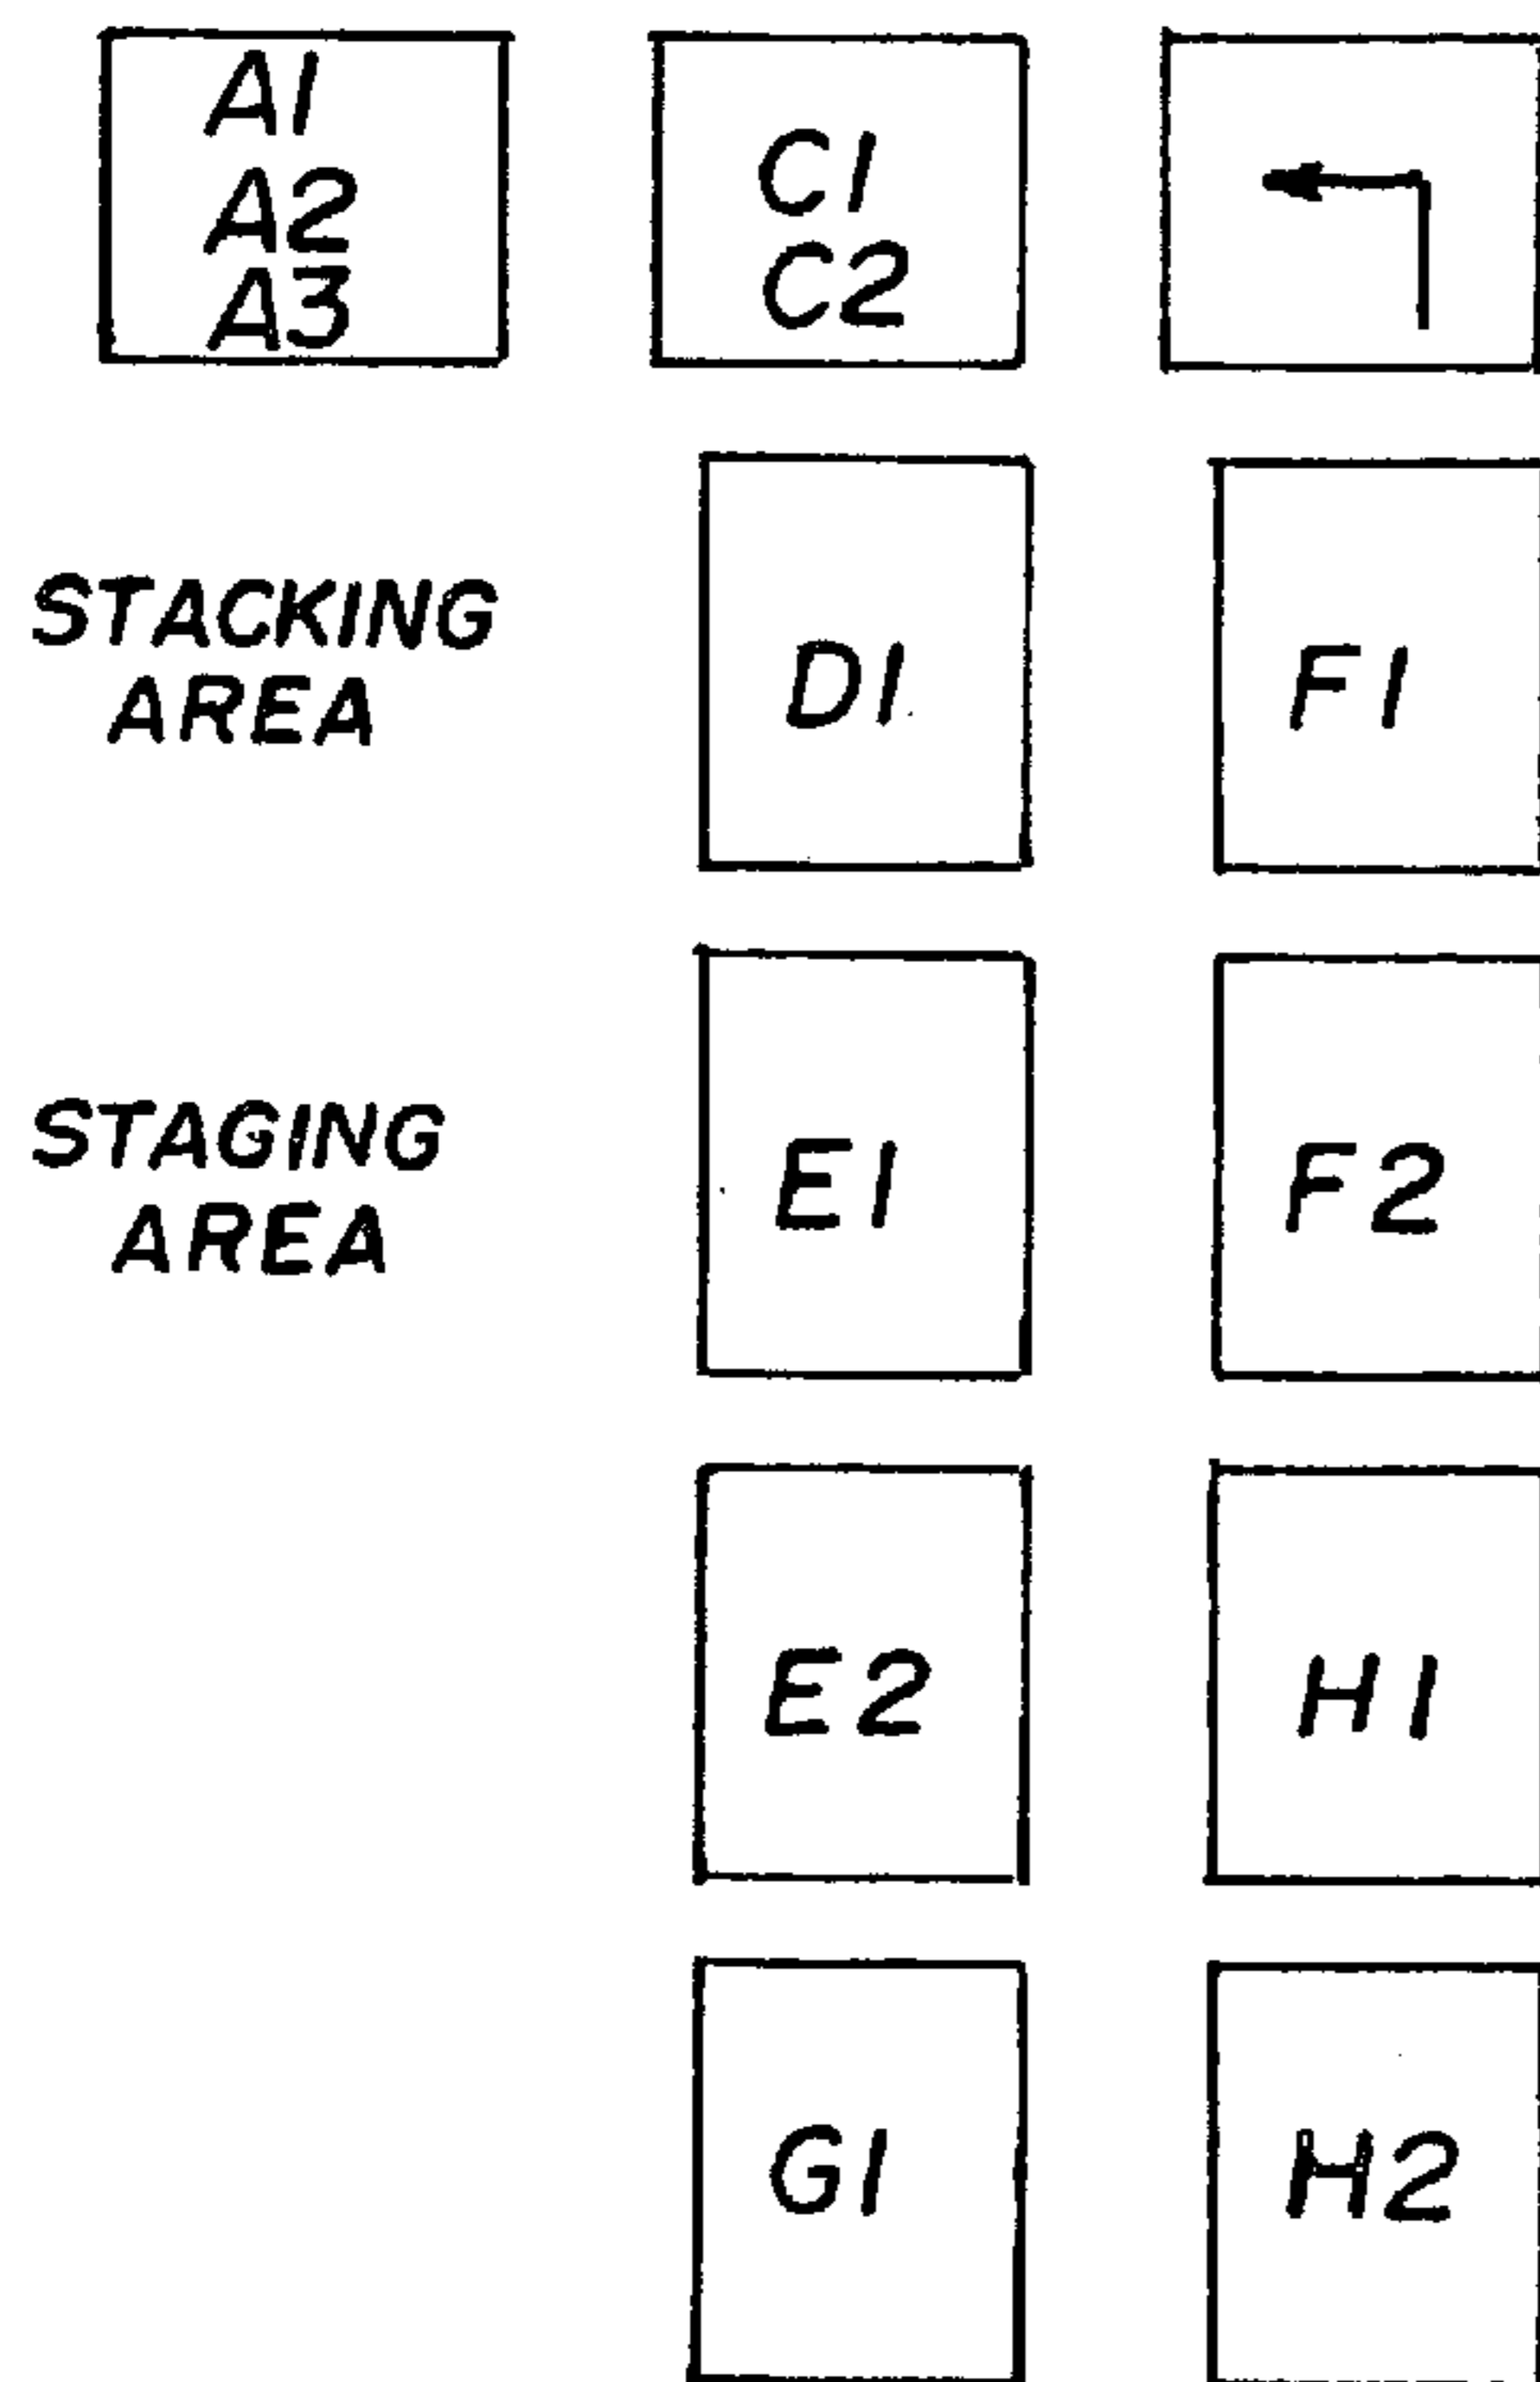 A1
A2
A3
C1
C2
STACKING
AREA
D1
F1
STAGING
AREA
E1
F2
E2
H1
G1
H2